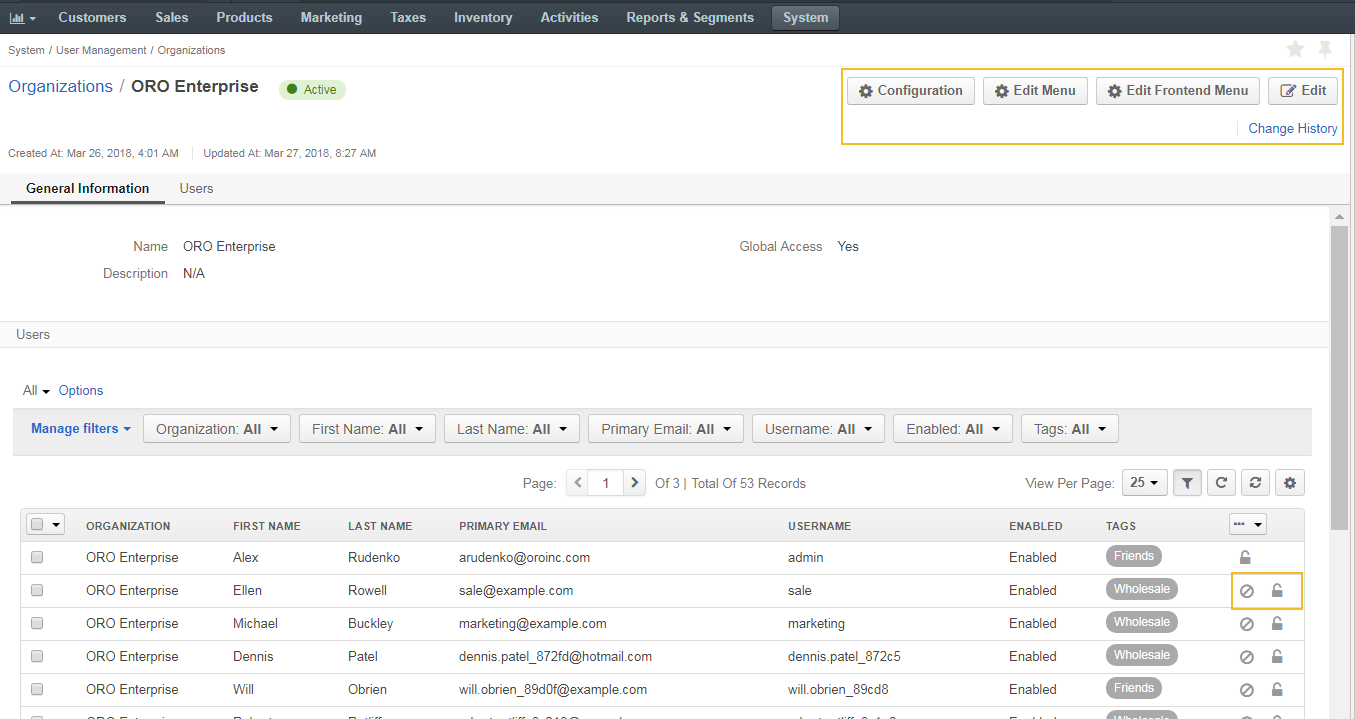 Customers Sales Products Marketing Taxes Inventory Activities Reports & Segments System
System / User Management / Organizations
Organizations / ORO Enterprise Active
Configuration Edit Menu Edit Frontend Menu Edit
Change History
Created At: Mar 26, 2018, 4:01 AM Updated At: Mar 27, 2018, 8:27 AM
General Information Users
Name ORO Enterprise Global Access Yes
Description N/A
Users
All Options
Manage filters Organization: All First Name: All Last Name: All Primary Email: All Username: All Enabled: All Tags: All
Page: 1 Of 3 | Total Of 53 Records View Per Page: 25
ORGANIZATION FIRST NAME LAST NAME PRIMARY EMAIL USERNAME ENABLED TAGS
ORO Enterprise Alex Rudenko arudenko@oroinc.com admin Enabled Friends
ORO Enterprise Ellen Rowell sale@example.com sale Enabled Wholesale
ORO Enterprise Michael Buckley marketing@example.com marketing Enabled Wholesale
ORO Enterprise Dennis Patel dennis.patel_872fd@hotmail.com dennis.patel_872c5 Enabled Wholesale
ORO Enterprise Will Obrien will.obrien_89d0f@example.com will.obrien_89cd8 Enabled Friends